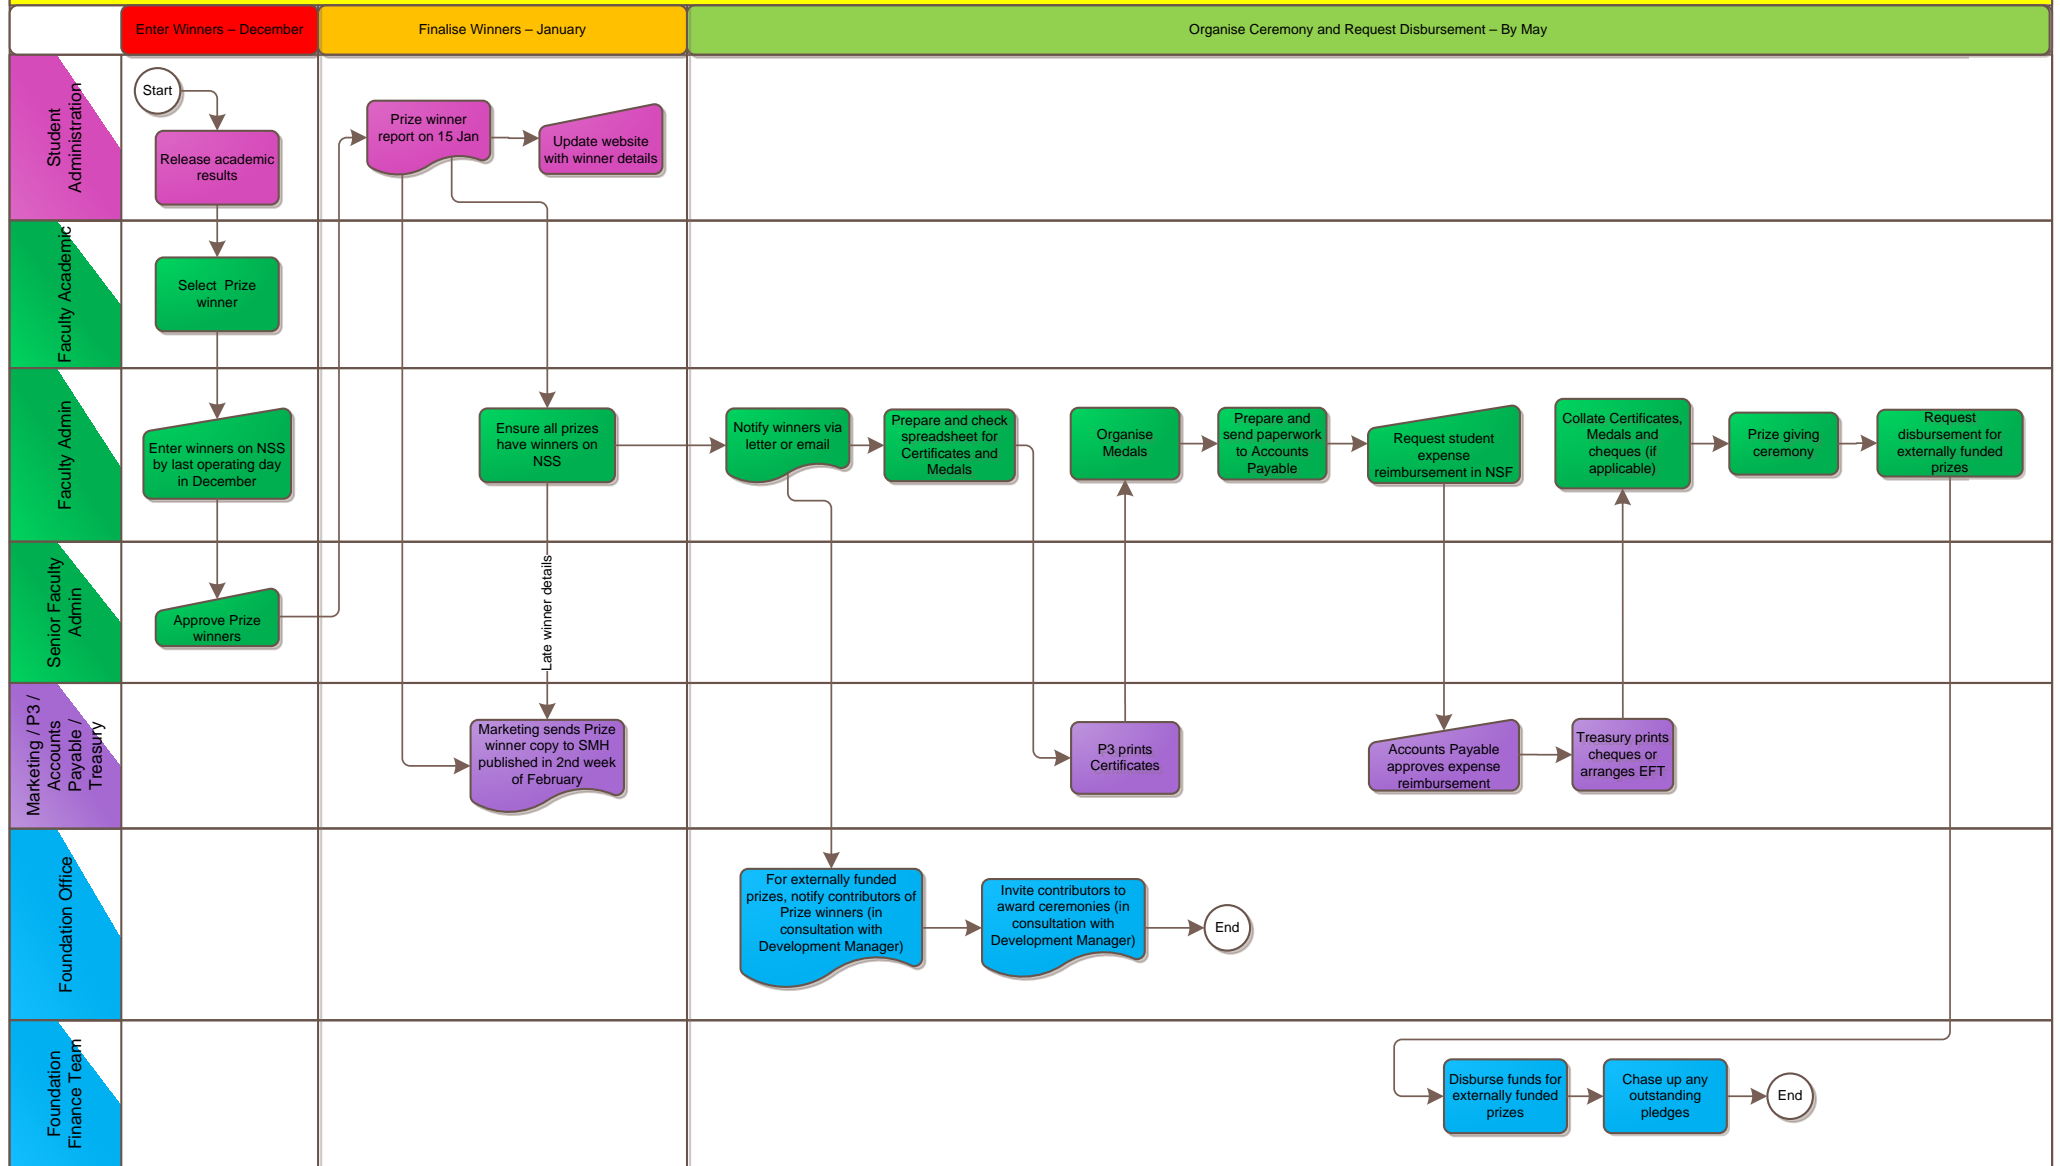 Enter Winners – December
Finalise Winners – January
Organise Ceremony and Request Disbursement – By May
Student
Administration
Start
Release academic
results
Prize winner
report on 15 Jan
Update website
with winner details
Faculty Academic
Select Prize
winner
Faculty Admin
Enter winners on NSS
by last operating day
in December
Ensure all prizes
have winners on
NSS
Notify winners via
letter or email
Prepare and check
spreadsheet for
Certificates and
Medals
Organise
Medals
Prepare and
send paperwork
to Accounts
Payable
Request student
expense
reimbursement in NSF
Collate Certificates,
Medals and
cheques (if
applicable)
Prize giving
ceremony
Request
disbursement for
externally funded
prizes
Senior Faculty
Admin
Approve Prize
winners
Late winner details
Marketing / P3 /
Accounts
Payable /
Treasury
Marketing sends Prize
winner copy to SMH
published in 2nd week
of February
P3 prints
Certificates
Accounts Payable
approves expense
reimbursement
Treasury prints
cheques or
arranges EFT
Foundation Office
For externally funded
prizes, notify contributors of
Prize winners (in
consultation with
Development Manager)
Invite contributors to
award ceremonies (in
consultation with
Development Manager)
End
Foundation
Finance Team
Disburse funds for
externally funded
prizes
Chase up any
outstanding
pledges
End